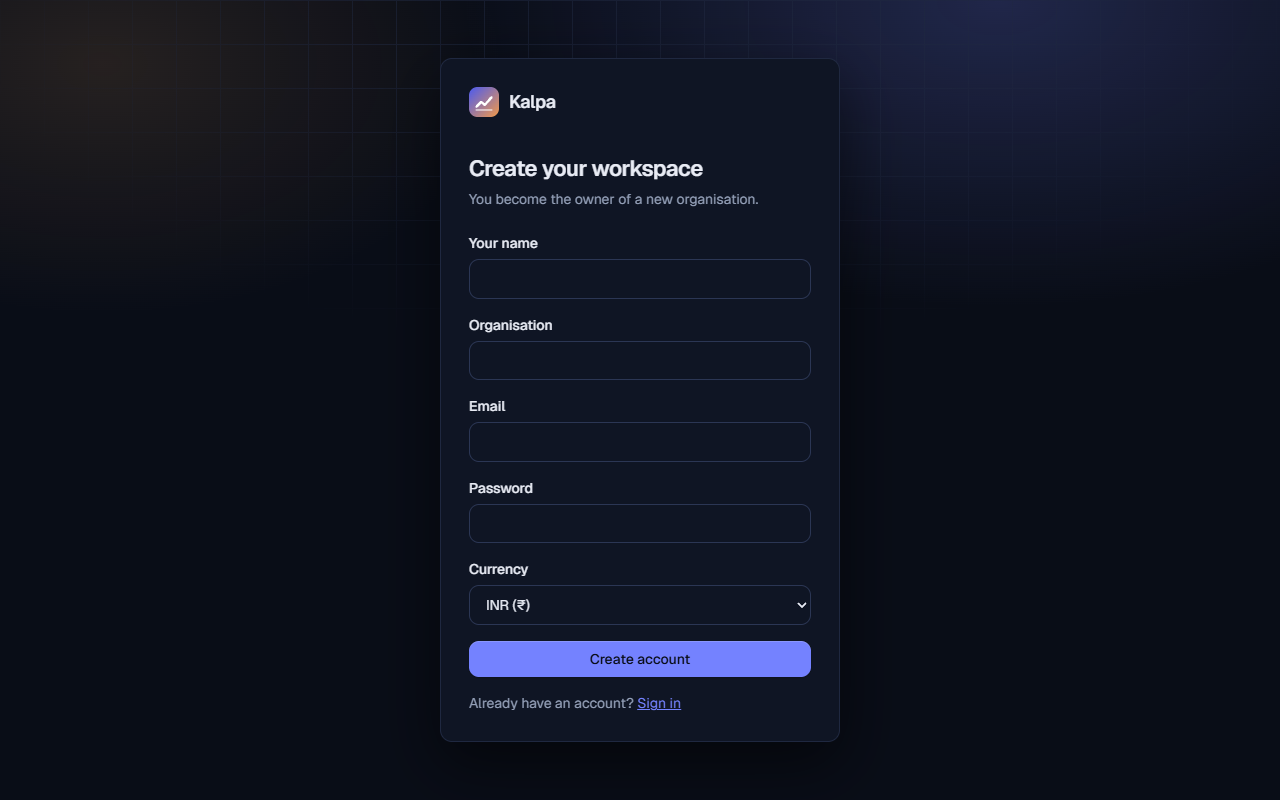 Kalpa
Create your workspace
You become the owner of a new organisation.
Your name
Organisation
Email
Password
Currency
INR (₹)
Create account
Already have an account? Sign in